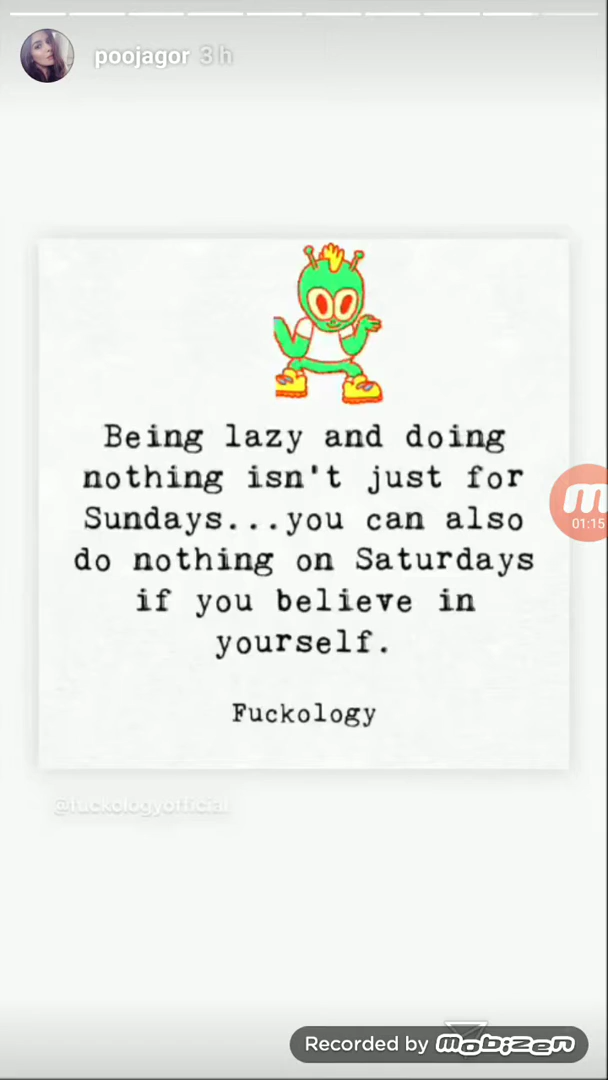 poojagor 3 h
Being lazy and doing
nothing isn't just for
Sundays...you can also
do nothing on Saturdays
if you believe in
yourself.
Fuckology
@fuckologyofficial
01:15
Recorded by mobizen